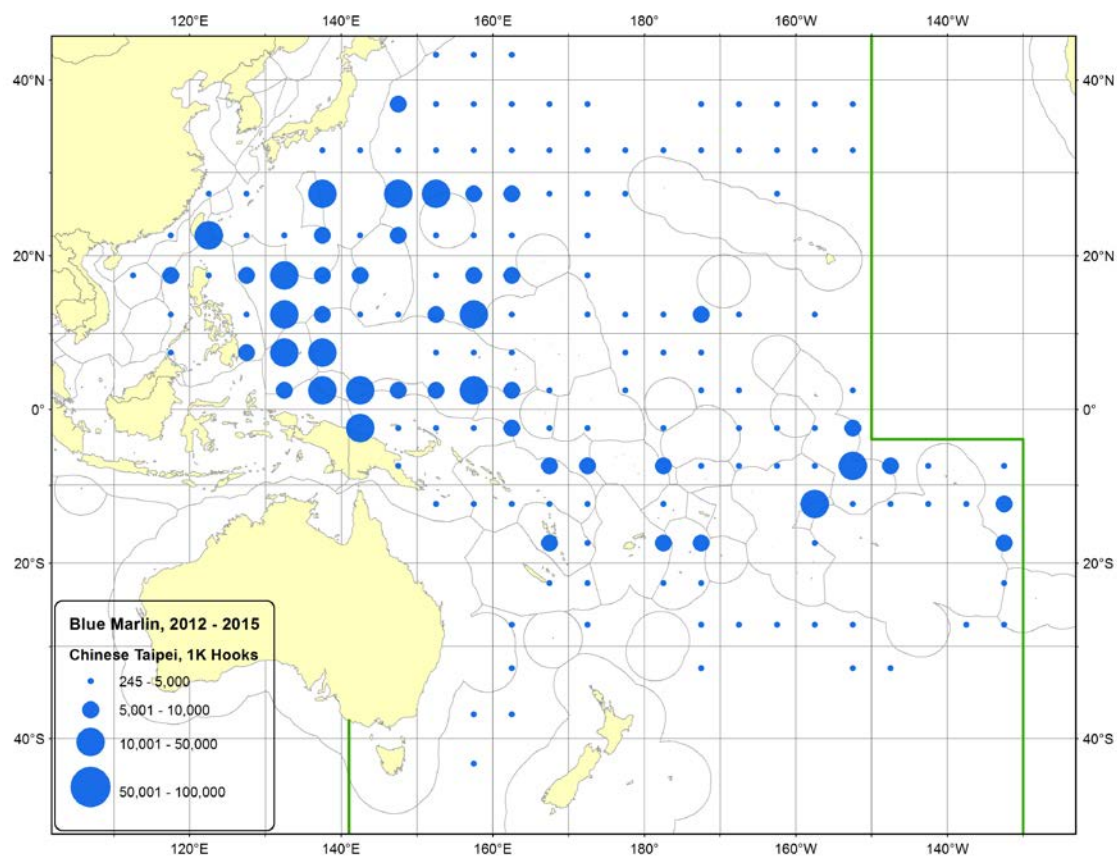 120°E 140°E 160°E 180° 160°W 140°W
40°N 40°N
20°N 20°N
0° 0°
20°S 20°S
40°S 40°S
Blue Marlin, 2012 - 2015
Chinese Taipei, 1K Hooks
245 - 5,000
5,001 - 10,000
10,001 - 50,000
50,001 - 100,000
120°E 140°E 160°E 180° 160°W 140°W